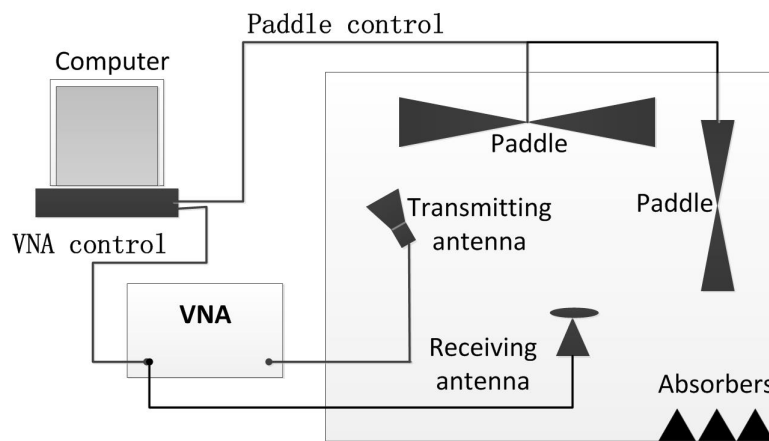 Paddle control
Computer
Paddle
Paddle
Transmitting
antenna
VNA control
VNA
Receiving
antenna
Absorbers